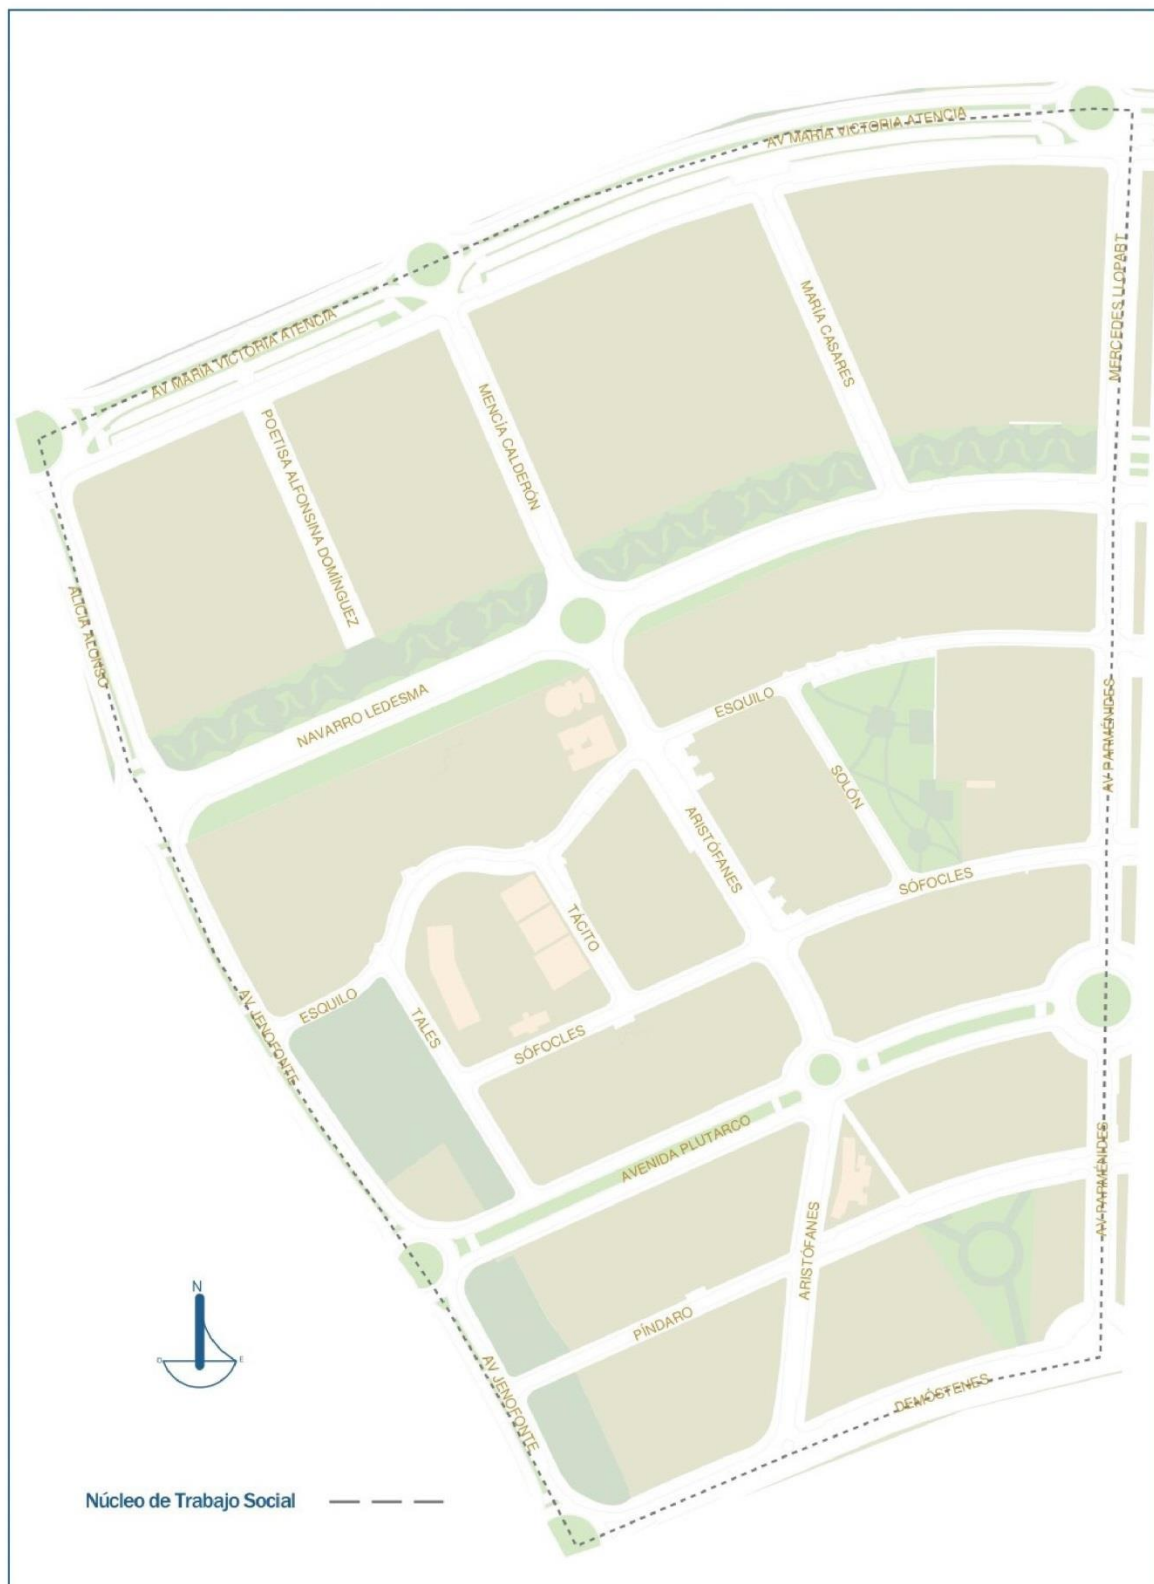 AV MARÍA VICTORIA ATENCIA
AV MARÍA VICTORIA ATENCIA
MERCEDES LLOPART
MARÍA CASARES
MENCÍA CALDERÓN
POETISA ALFONSINA DOMÍNGUEZ
ALICIA ALONSO
NAVARRO LEDESMA
ESQUILO
AV PARMÉNIDES
SOLÓN
ARISTÓFANES
SÓFOCLES
TÁCITO
ESQUILO
AV JENOFONTE
TALES
SÓFOCLES
AVENIDA PLUTARCO
AV PARMÉNIDES
ARISTÓFANES
PÍNDARO
AV JENOFONTE
DEMÓSTENES
N
O E
Núcleo de Trabajo Social